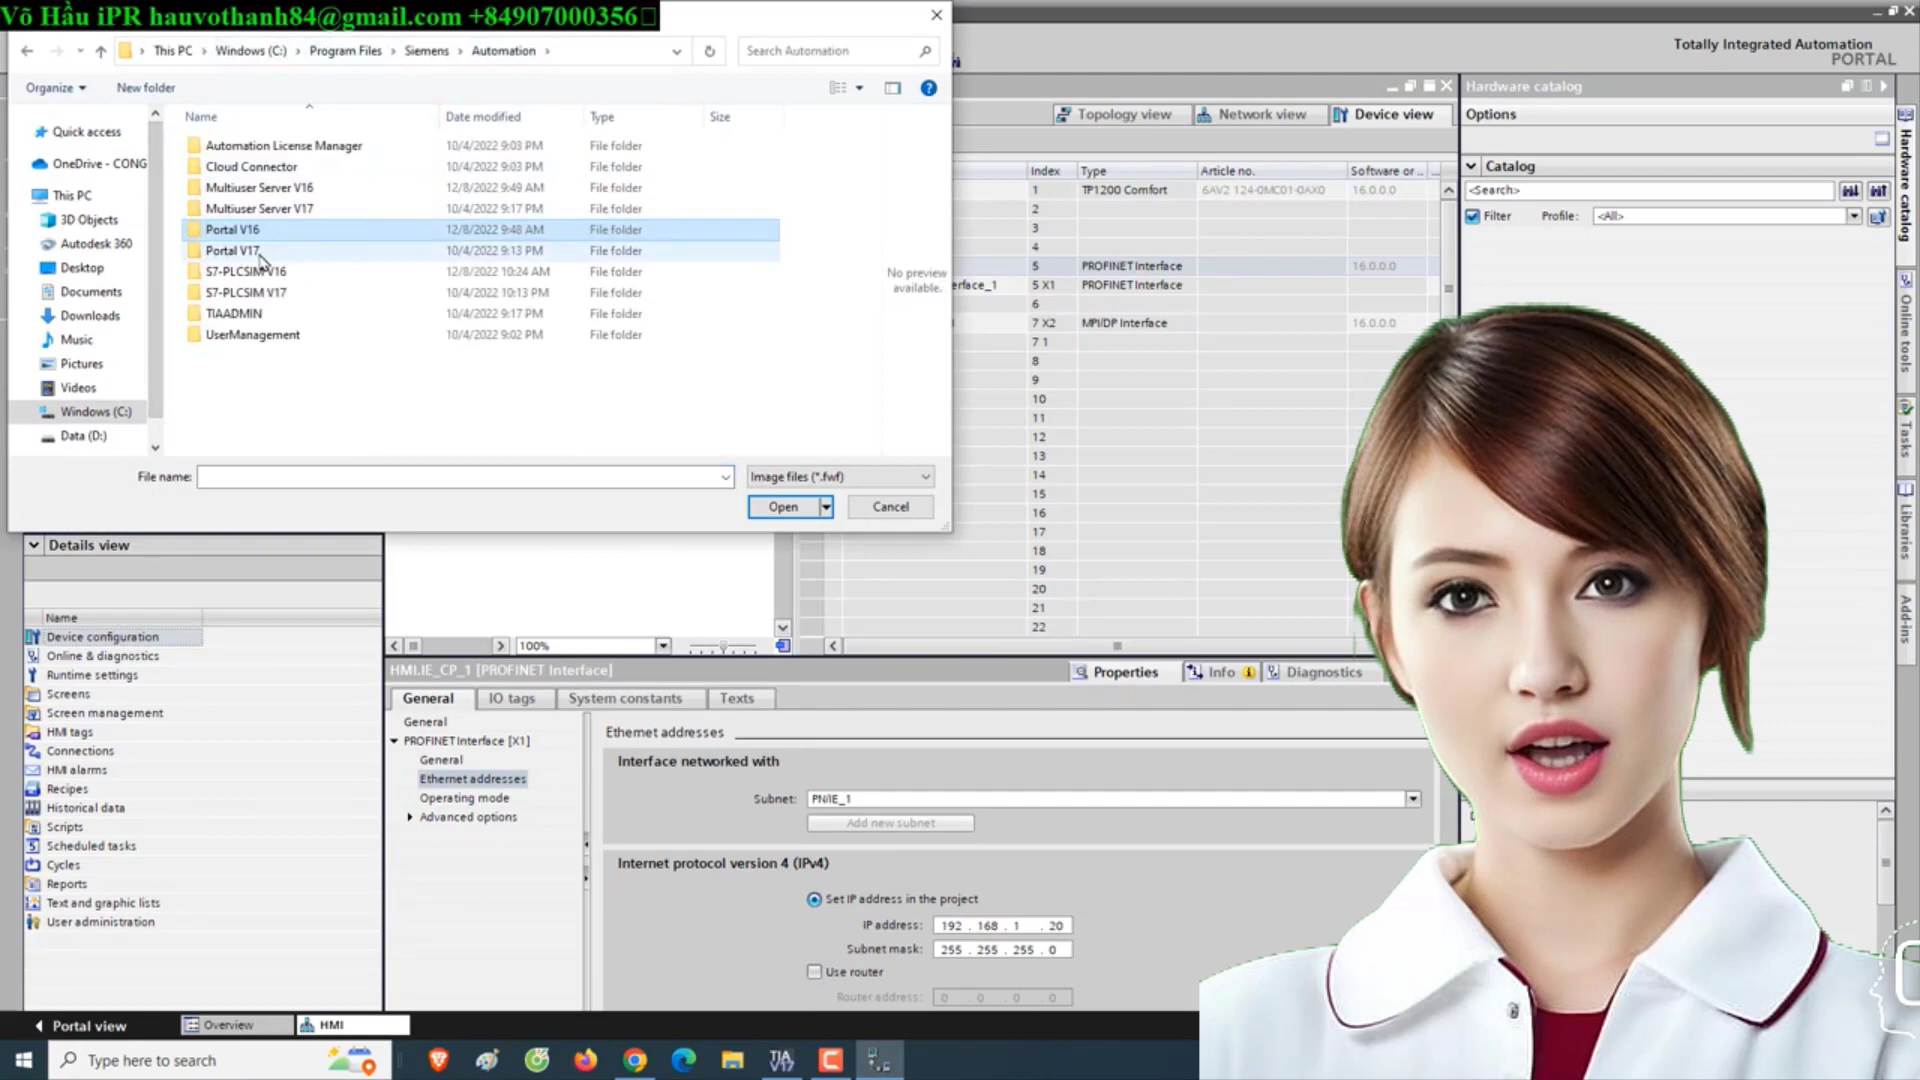 Võ Hầu iPR hauvothanh84@gmail.com +84907000356
Totally Integrated Automation
PORTAL
This PC > Windows (C:) > Program Files > Siemens > Automation >
Search Automation
Organize
New folder
Name Date modified Type Size
Quick access
OneDrive - CONG
This PC
3D Objects
Autodesk 360
Desktop
Documents
Downloads
Music
Pictures
Videos
Windows (C:)
Data (D:)
Automation License Manager 10/4/2022 9:03 PM File folder
Cloud Connector 10/4/2022 9:03 PM File folder
Multiuser Server V16 12/8/2022 9:49 AM File folder
Multiuser Server V17 10/4/2022 9:17 PM File folder
Portal V16 12/8/2022 9:48 AM File folder
Portal V17 10/4/2022 9:13 PM File folder
S7-PLCSIM V16 12/8/2022 10:24 AM File folder
S7-PLCSIM V17 10/4/2022 10:13 PM File folder
TIAADMIN 10/4/2022 9:17 PM File folder
UserManagement 10/4/2022 9:02 PM File folder
No preview
available.
File name:
Image files (*.fwf)
Open
Cancel
Topology view
Network view
Device view
Index Type Article no. Software or ... ...
1 TP1200 Comfort 6AV2 124-0MC01-0AX0 16.0.0.0
2
3
4
5 PROFINET Interface 16.0.0.0
erface_1 5 X1 PROFINET Interface
6
7 X2 MPI/DP Interface 16.0.0.0
7 1
8
9
10
11
12
13
14
15
16
17
18
19
20
21
22
Hardware catalog
Options
Catalog
<Search>
Filter Profile: <All>
Hardware catalog
Online tools
Tasks
Libraries
Add-ins
Details view
Name
Device configuration
Online & diagnostics
Runtime settings
Screens
Screen management
HMI tags
Connections
HMI alarms
Recipes
Historical data
Scripts
Scheduled tasks
Cycles
Reports
Text and graphic lists
User administration
100%
HMI.IE_CP_1 [PROFINET Interface]
Properties
Info
Diagnostics
General
IO tags
System constants
Texts
General
PROFINET Interface [X1]
General
Ethernet addresses
Operating mode
Advanced options
Ethernet addresses
Interface networked with
Subnet: PN/IE_1
Add new subnet
Internet protocol version 4 (IPv4)
Set IP address in the project
IP address: 192 . 168 . 1 . 20
Subnet mask: 255 . 255 . 255 . 0
Use router
Router address: 0 . 0 . 0 . 0
Portal view
Overview
HMI
Type here to search
TIA
V17